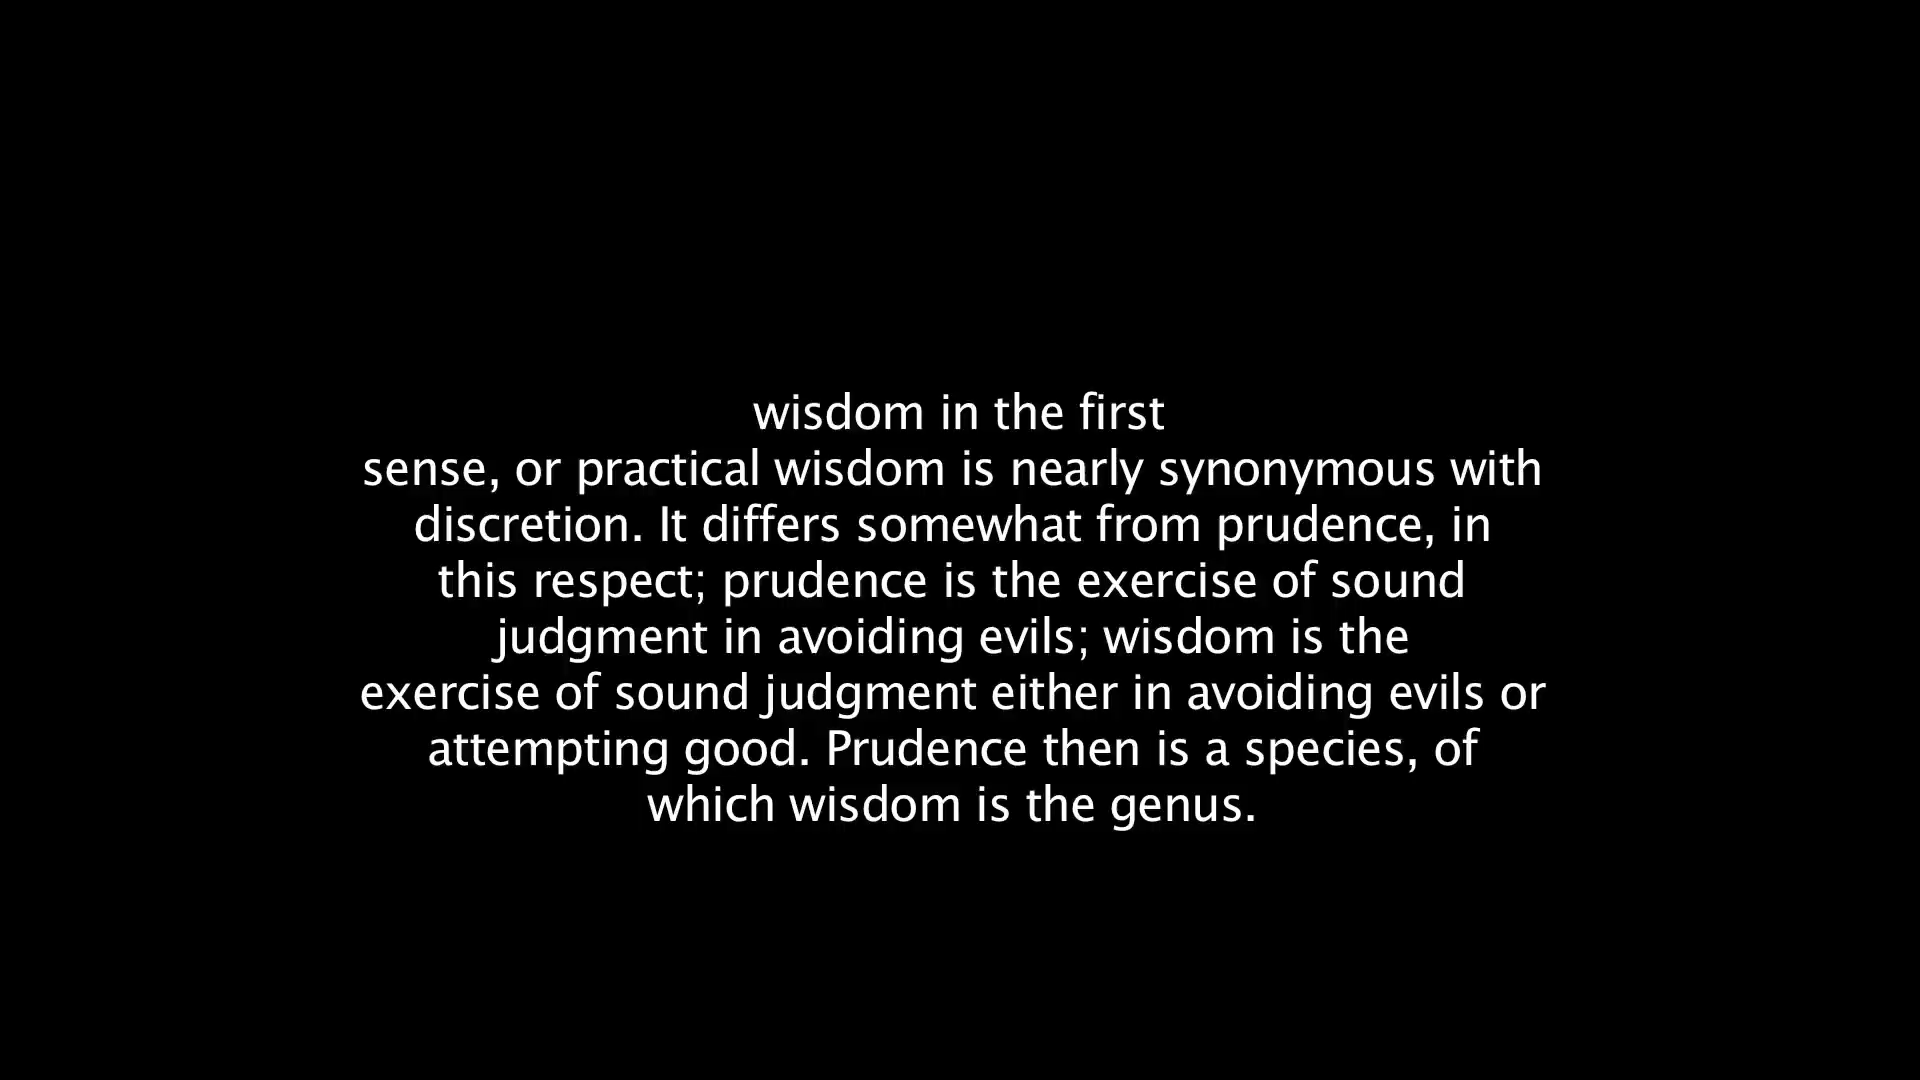 wisdom in the first
sense, or practical wisdom is nearly synonymous with
discretion. It differs somewhat from prudence, in
this respect; prudence is the exercise of sound
judgment in avoiding evils; wisdom is the
exercise of sound judgment either in avoiding evils or
attempting good. Prudence then is a species, of
which wisdom is the genus.